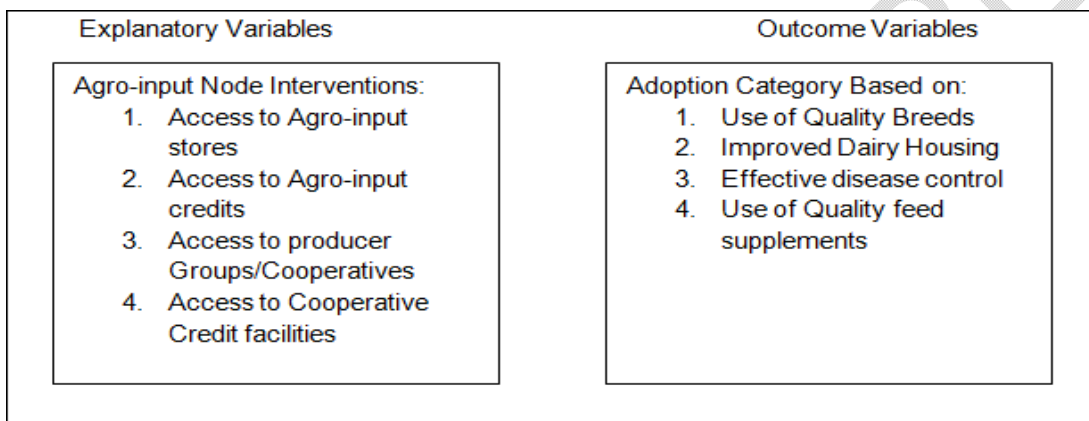 Explanatory Variables
Outcome Variables
Agro-input Node Interventions:
1. Access to Agro-input
stores
2. Access to Agro-input
credits
3. Access to producer
Groups/Cooperatives
4. Access to Cooperative
Credit facilities
Adoption Category Based on:
1. Use of Quality Breeds
2. Improved Dairy Housing
3. Effective disease control
4. Use of Quality feed
supplements